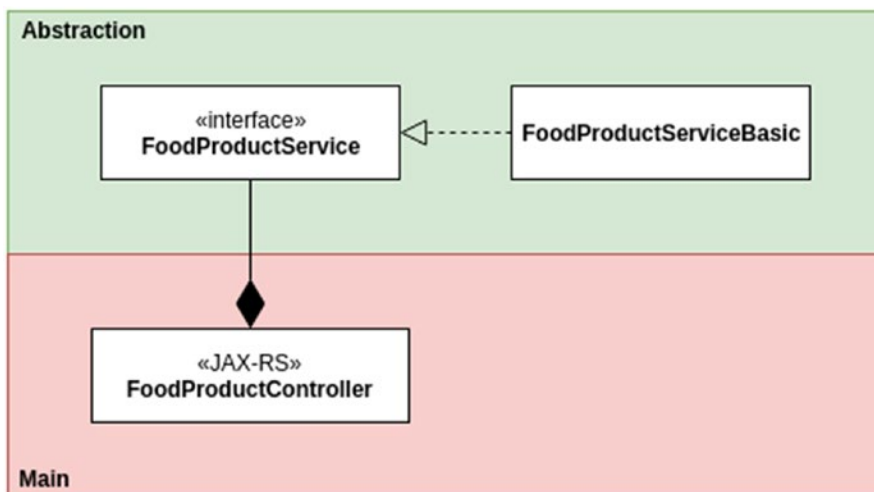 Abstraction
«interface»
FoodProductService
FoodProductServiceBasic
«JAX-RS»
FoodProductController
Main